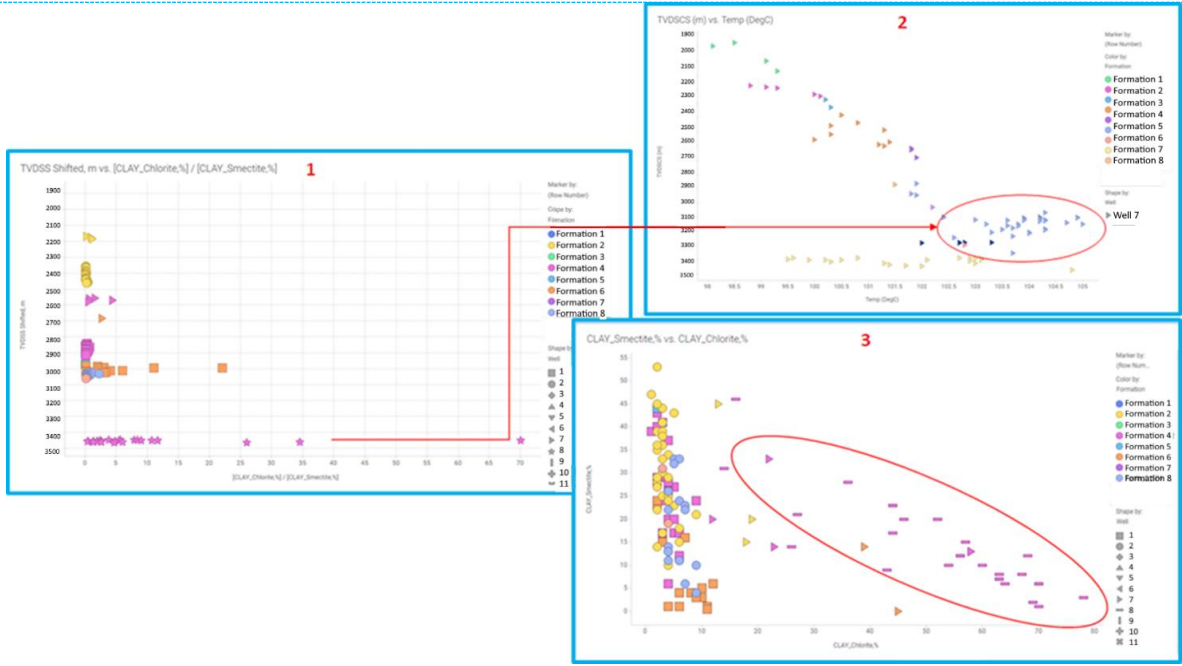 TVDSCS (m) vs. Temp (DegC)
2
Marker by:
(Row Number)
Color by:
Formation
Formation 1
Formation 2
Formation 3
Formation 4
Formation 5
Formation 6
Formation 7
Formation 8
Shape by:
Well
Well 7
TVDSCS (m)
1900
2000
2100
2200
2300
2400
2500
2600
2700
2800
2900
3000
3100
3200
3300
3400
3500
98 98.5 99 99.5 100 100.5 101 101.5 102 102.5 103 103.5 104 104.5 105
Temp (DegC)
TVDSS Shifted, m vs. [CLAY_Chlorite,%] / [CLAY_Smectite,%]
1
Marker by:
(Row Number)
Formation 1
Formation 2
Formation 3
Formation 4
Formation 5
Formation 6
Formation 7
Formation 8
Shape by:
Well
1
2
3
4
5
6
7
8
9
10
11
TVDSS Shifted, m
1900
2000
2100
2200
2300
2400
2500
2600
2700
2800
2900
3000
3100
3200
3300
3400
3500
0 5 10 15 20 25 30 35 40 45 50 55 60 65 70
[CLAY_Chlorite,%] / [CLAY_Smectite,%]
CLAY_Smectite,% vs. CLAY_Chlorite,%
3
Marker by:
(Row Num...
Color by:
Formation
Formation 1
Formation 2
Formation 3
Formation 4
Formation 5
Formation 6
Formation 7
Formation 8
Shape by:
Well
1
2
3
4
5
6
7
8
9
10
11
CLAY_Smectite,%
55
50
45
40
35
30
25
20
15
10
5
0
0 10 20 30 40 50 60 70 80
CLAY_Chlorite,%